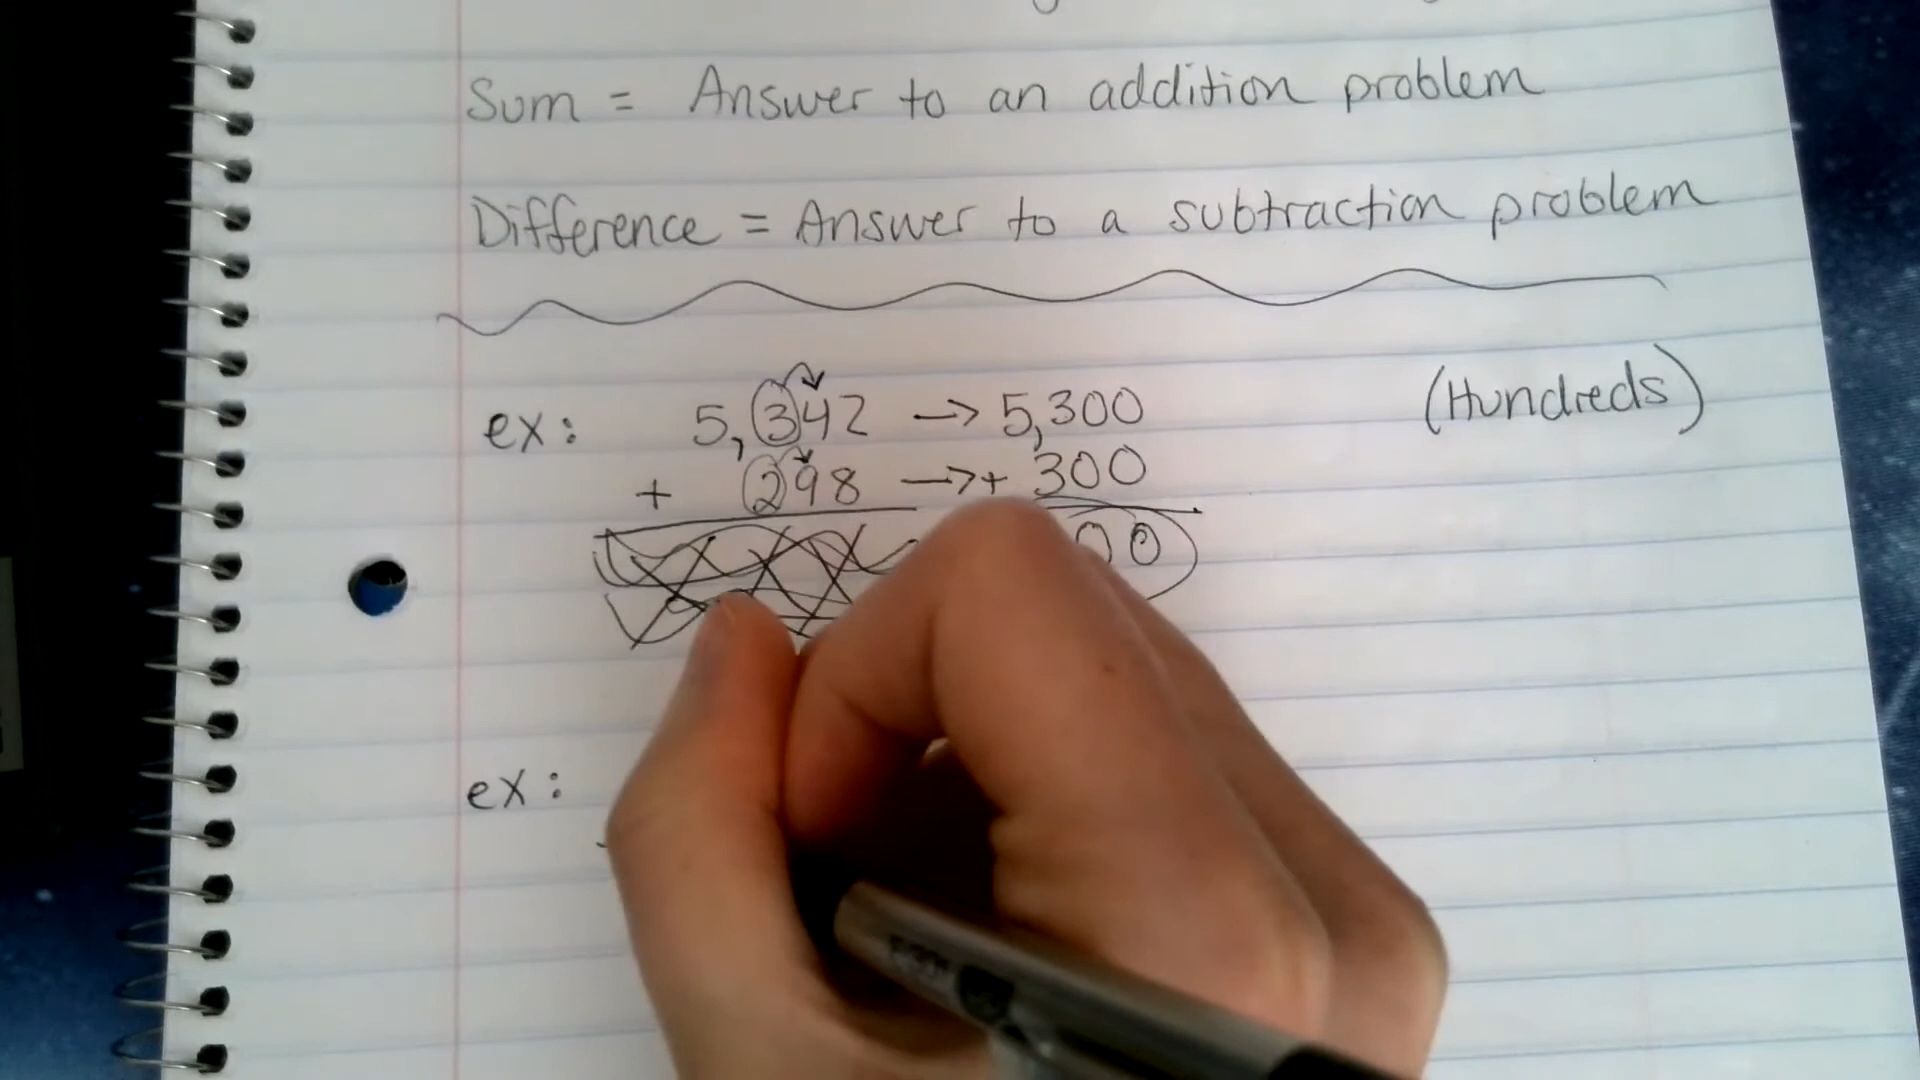 Sum = Answer to an addition problem
Difference = Answer to a subtraction problem
ex: 5,342 → 5,300 (Hundreds)
+ 298 → + 300
00
ex: